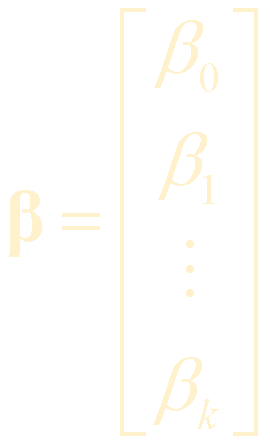 β = [
β₀
β₁
⋮
βₖ
]